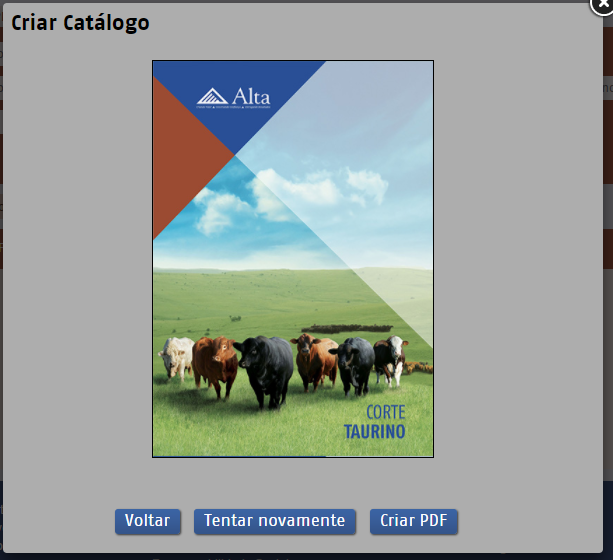 Criar Catálogo
Alta
CORTE
TAURINO
Voltar
Tentar novamente
Criar PDF